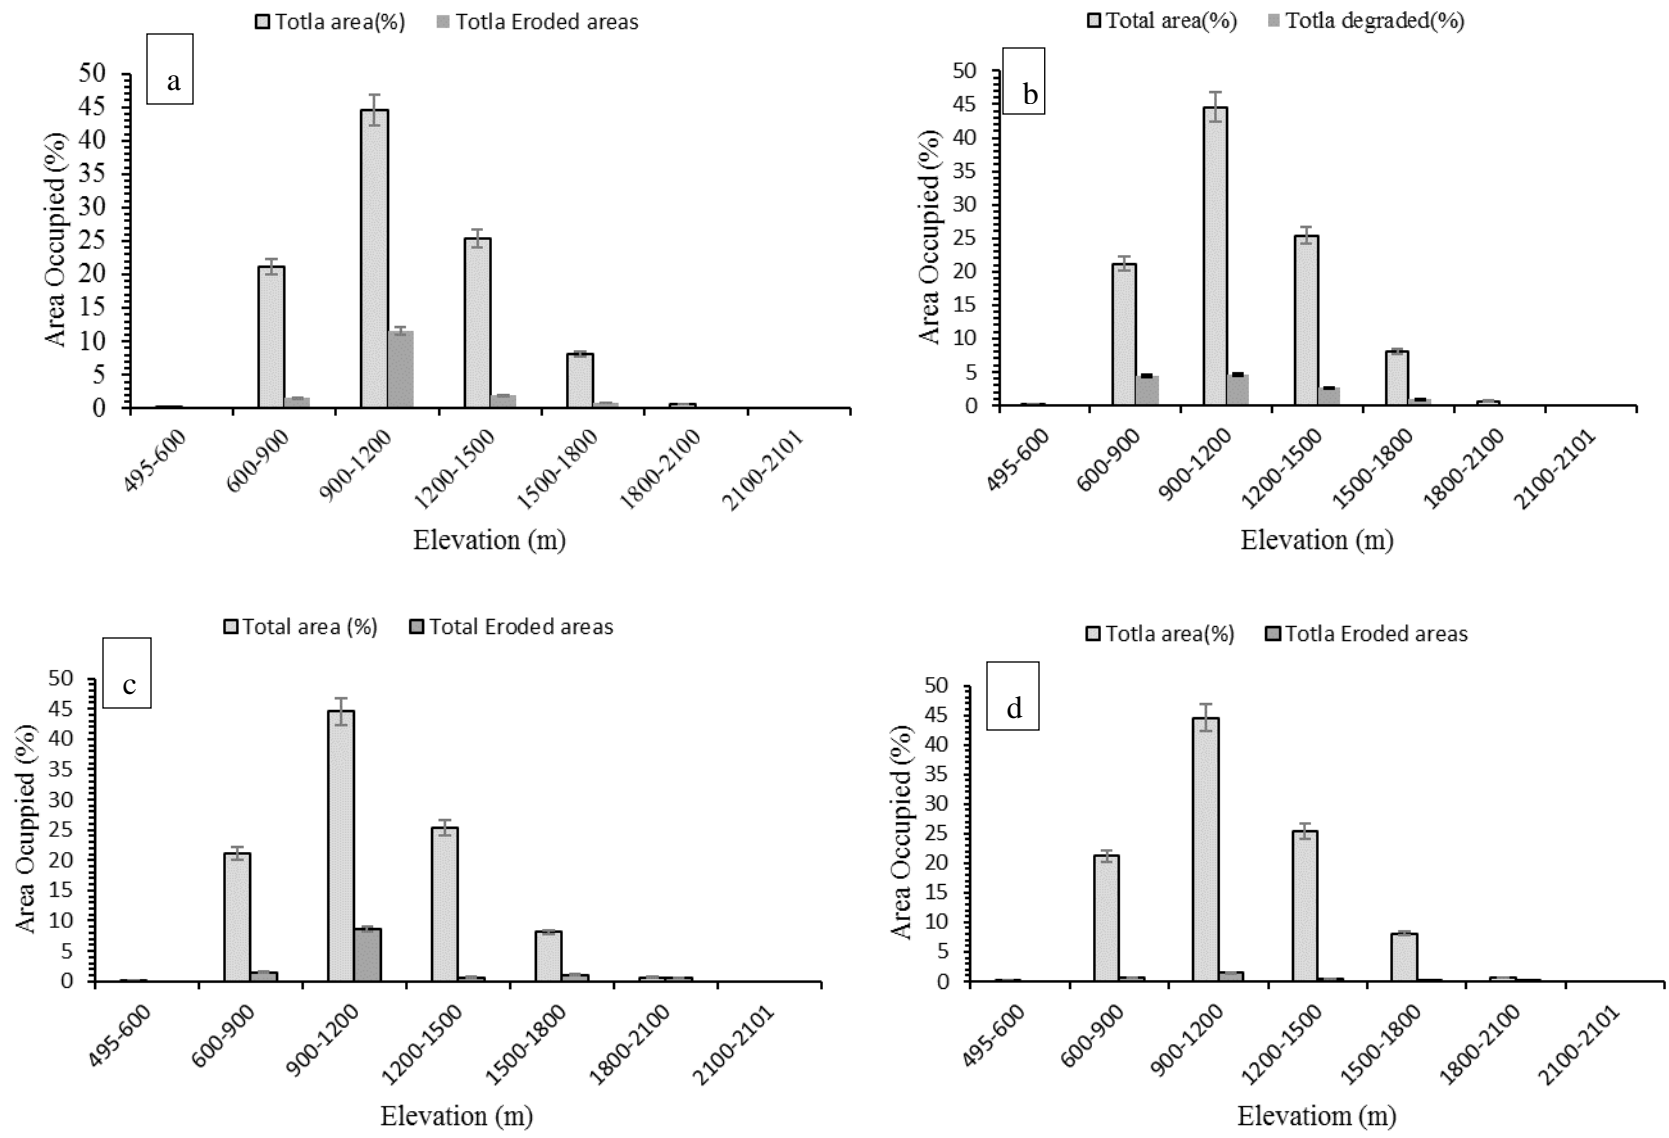 Totla area(%) Totla Eroded areas
a
50
45
40
35
30
25
20
15
10
5
0
Area Occupied (%)
495-600 600-900 900-1200 1200-1500 1500-1800 1800-2100 2100-2101
Elevation (m)
Total area(%) Totla degraded(%)
b
50
45
40
35
30
25
20
15
10
5
0
Area Occupied (%)
495-600 600-900 900-1200 1200-1500 1500-1800 1800-2100 2100-2101
Elevation (m)
Total area (%) Total Eroded areas
c
50
45
40
35
30
25
20
15
10
5
0
Area Ocuppied (%)
495-600 600-900 900-1200 1200-1500 1500-1800 1800-2100 2100-2101
Elevation (m)
Totla area(%) Totla Eroded areas
d
50
45
40
35
30
25
20
15
10
5
0
Area Occupied (%)
495-600 600-900 900-1200 1200-1500 1500-1800 1800-2100 2100-2101
Elevatiom (m)